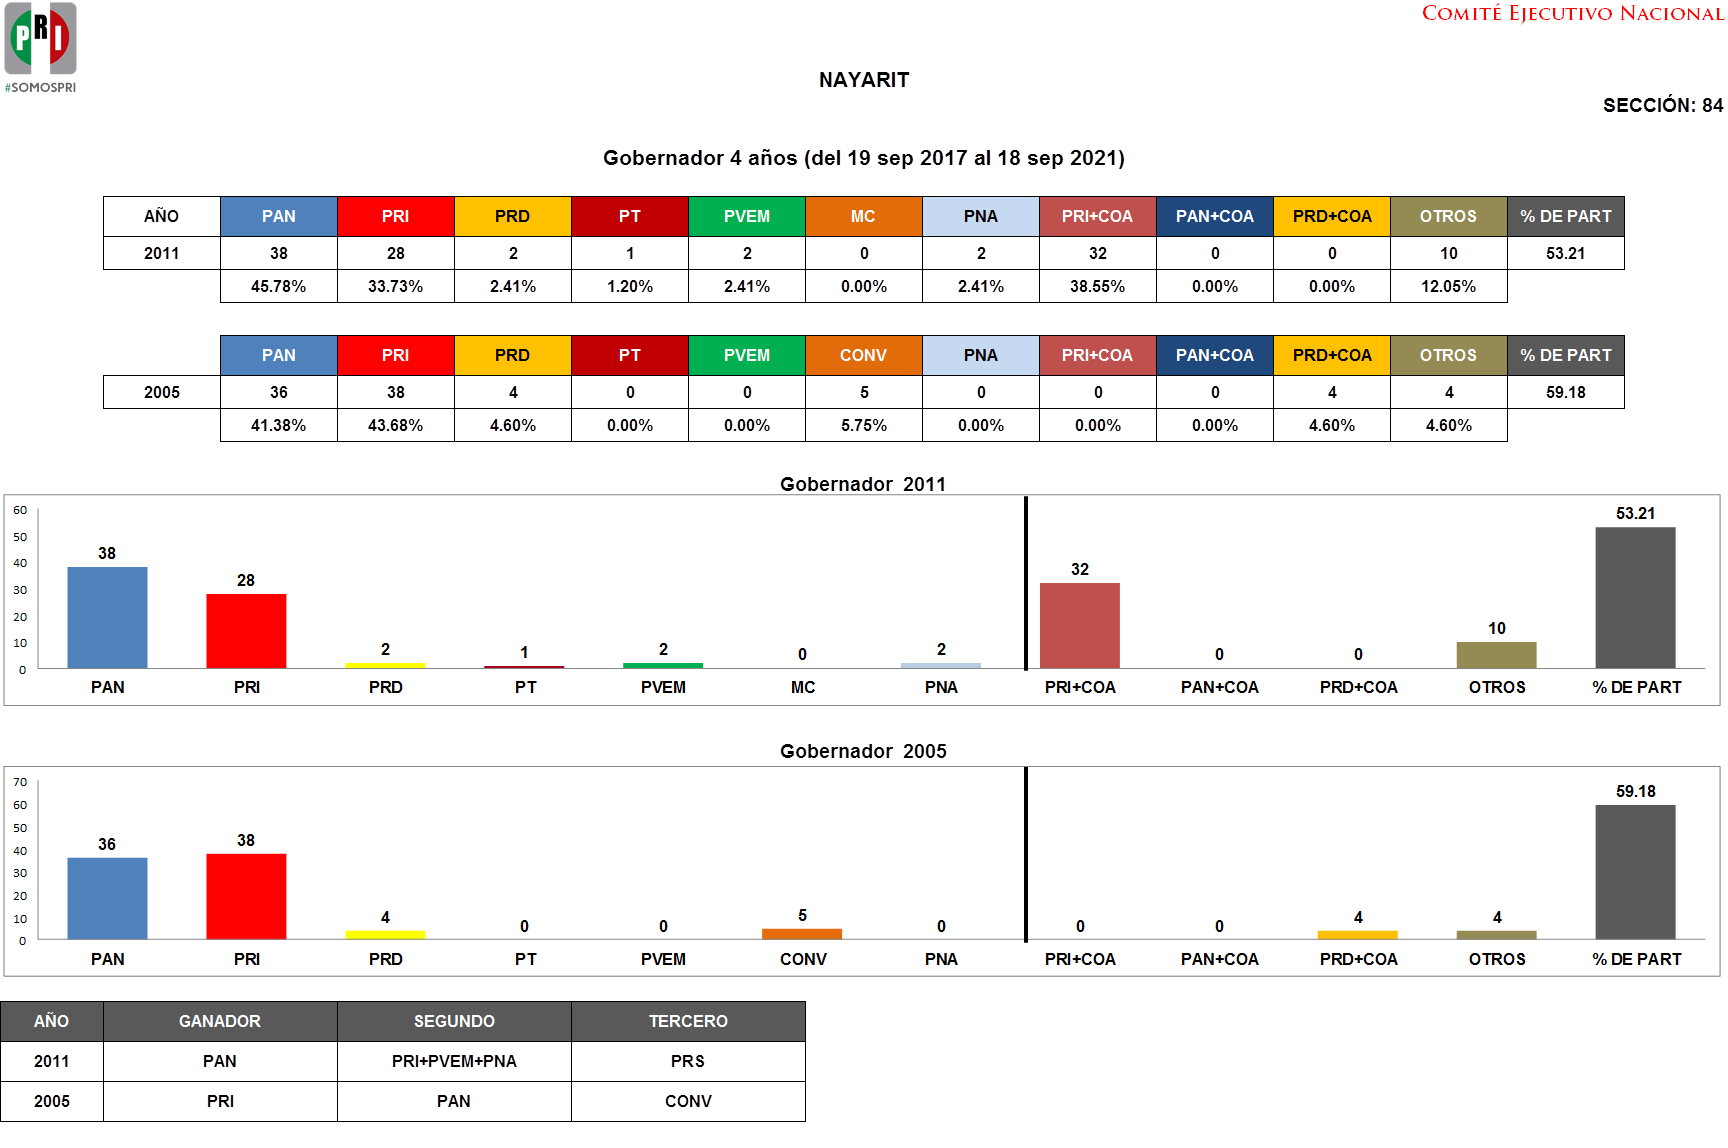 PRI
#SOMOSPRI
COMITÉ EJECUTIVO NACIONAL
NAYARIT
SECCIÓN: 84
Gobernador 4 años (del 19 sep 2017 al 18 sep 2021)
AÑO PAN PRI PRD PT PVEM MC PNA PRI+COA PAN+COA PRD+COA OTROS % DE PART
2011 38 28 2 1 2 0 2 32 0 0 10 53.21
45.78% 33.73% 2.41% 1.20% 2.41% 0.00% 2.41% 38.55% 0.00% 0.00% 12.05%
PAN PRI PRD PT PVEM CONV PNA PRI+COA PAN+COA PRD+COA OTROS % DE PART
2005 36 38 4 0 0 5 0 0 0 4 4 59.18
41.38% 43.68% 4.60% 0.00% 0.00% 5.75% 0.00% 0.00% 0.00% 4.60% 4.60%
Gobernador 2011
60
50
40
30
20
10
0
38 28 2 1 2 0 2 32 0 0 10 53.21
PAN PRI PRD PT PVEM MC PNA PRI+COA PAN+COA PRD+COA OTROS % DE PART
Gobernador 2005
70
60
50
40
30
20
10
0
36 38 4 0 0 5 0 0 0 4 4 59.18
PAN PRI PRD PT PVEM CONV PNA PRI+COA PAN+COA PRD+COA OTROS % DE PART
AÑO GANADOR SEGUNDO TERCERO
2011 PAN PRI+PVEM+PNA PRS
2005 PRI PAN CONV